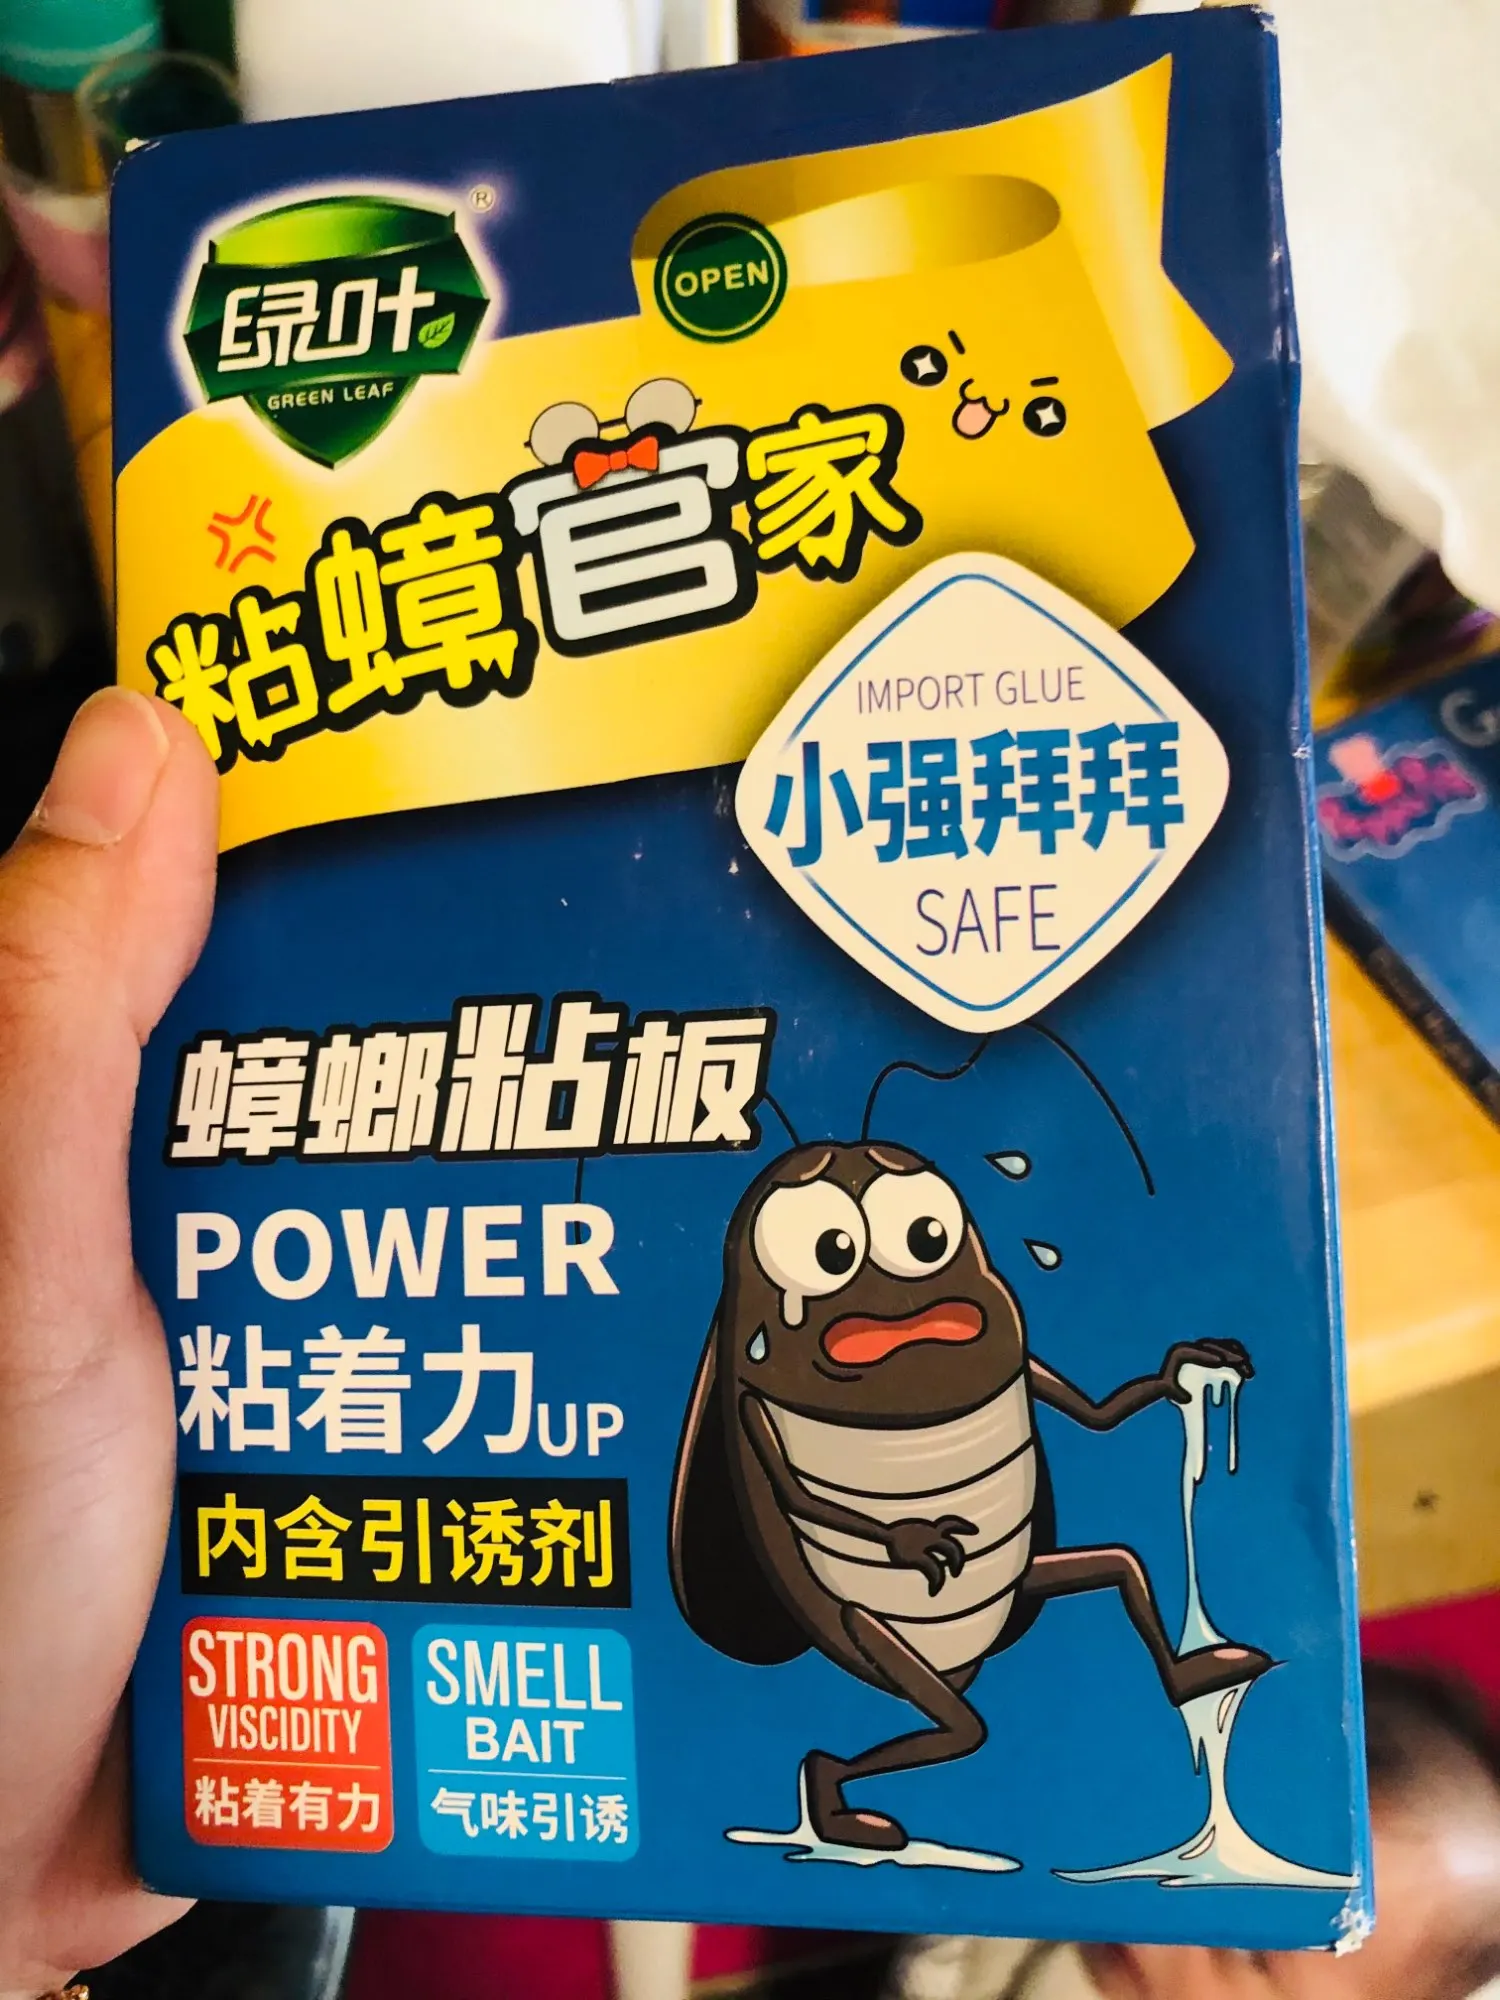 绿叶
®
GREEN LEAF
OPEN
粘蟑官家
IMPORT GLUE
小强拜拜
SAFE
蟑螂粘板
POWER
粘着力UP
内含引诱剂
STRONG
VISCIDITY
粘着有力
SMELL
BAIT
气味引诱